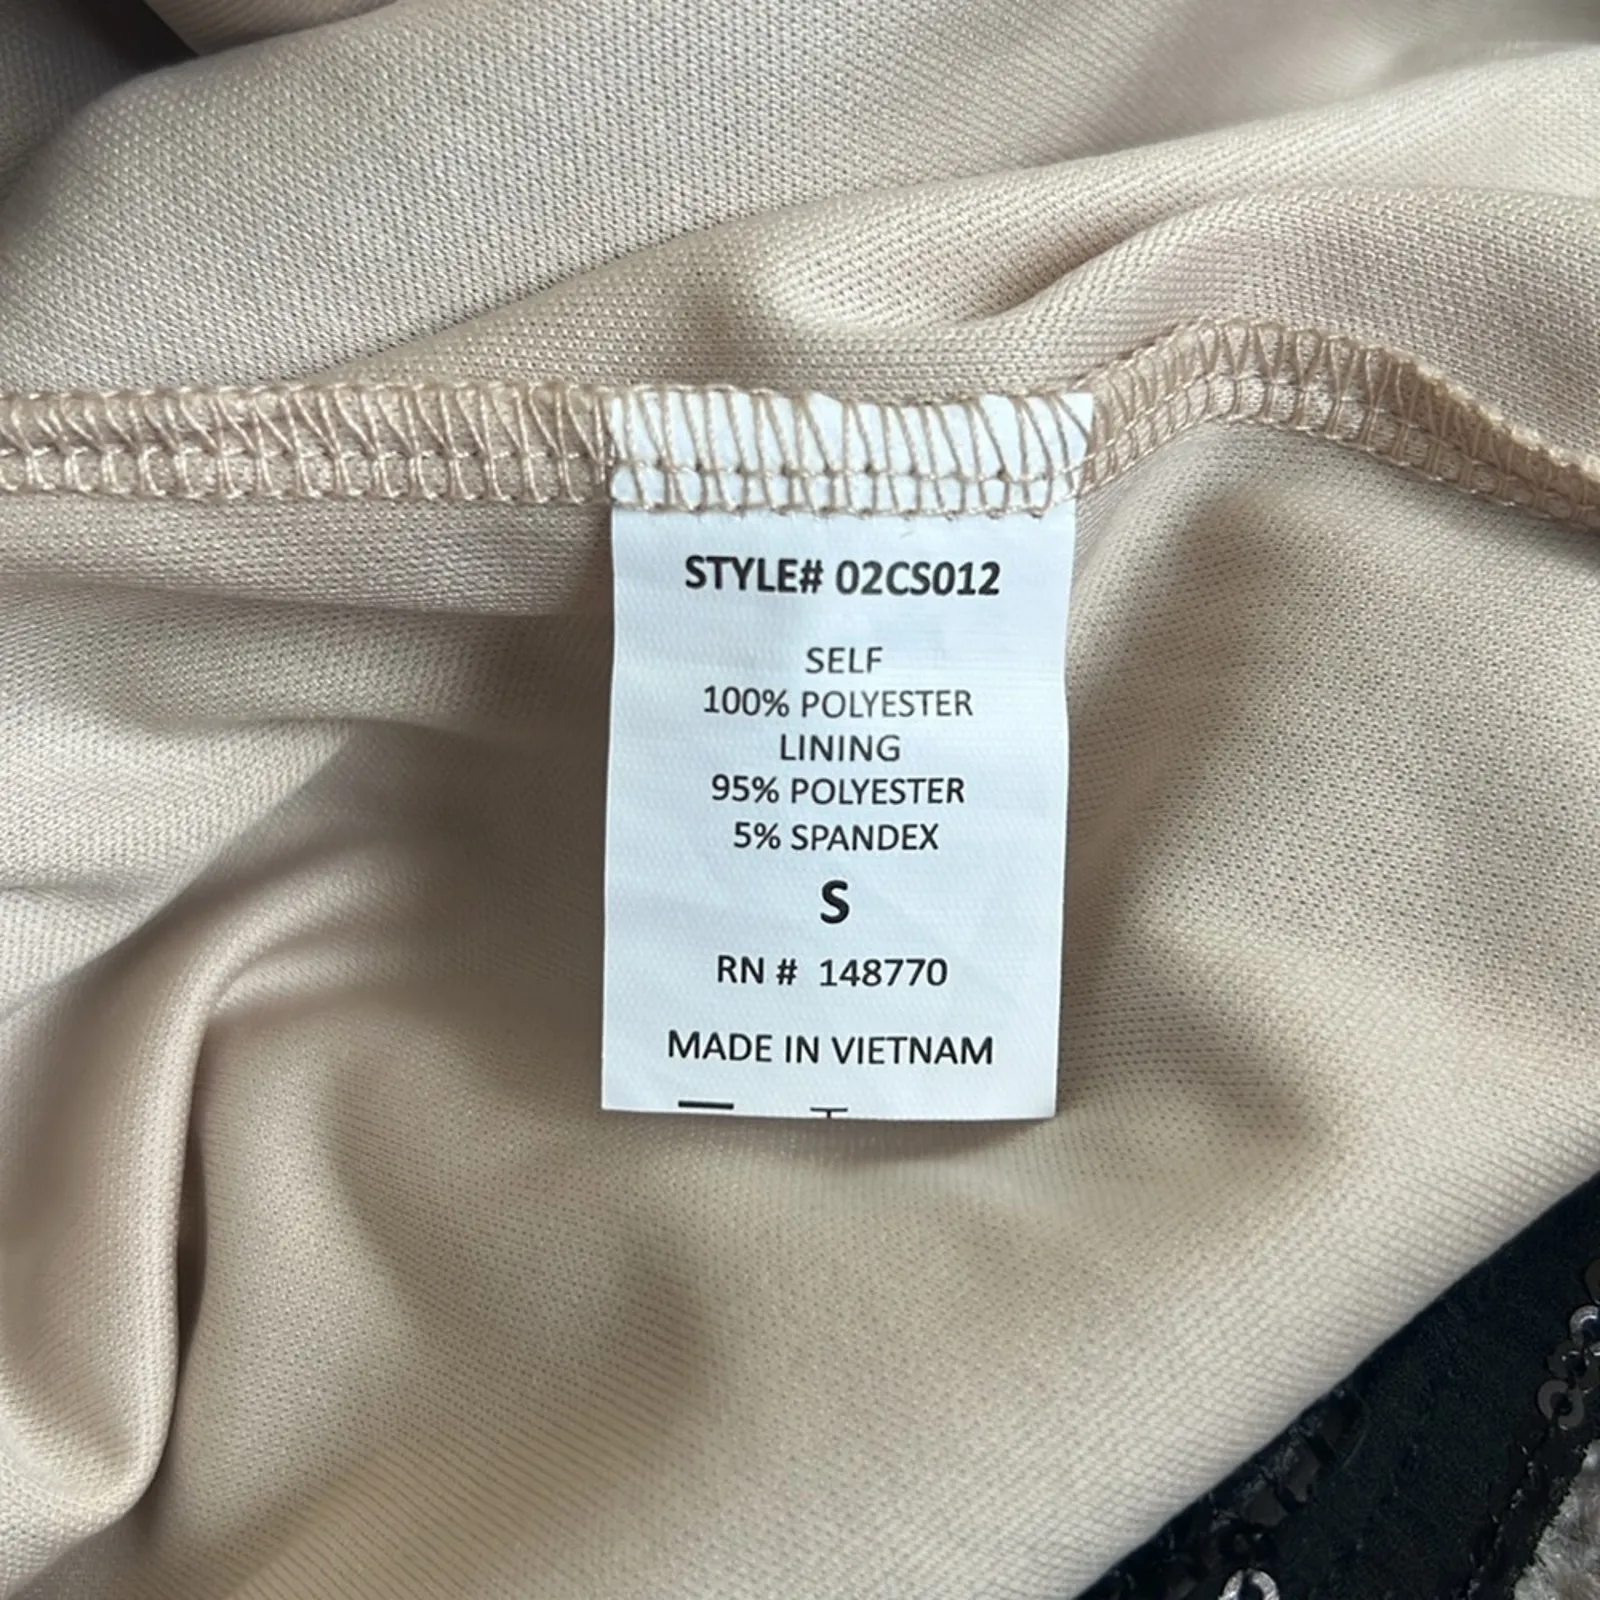 STYLE# 02CS012
SELF
100% POLYESTER
LINING
95% POLYESTER
5% SPANDEX
S
RN # 148770
MADE IN VIETNAM